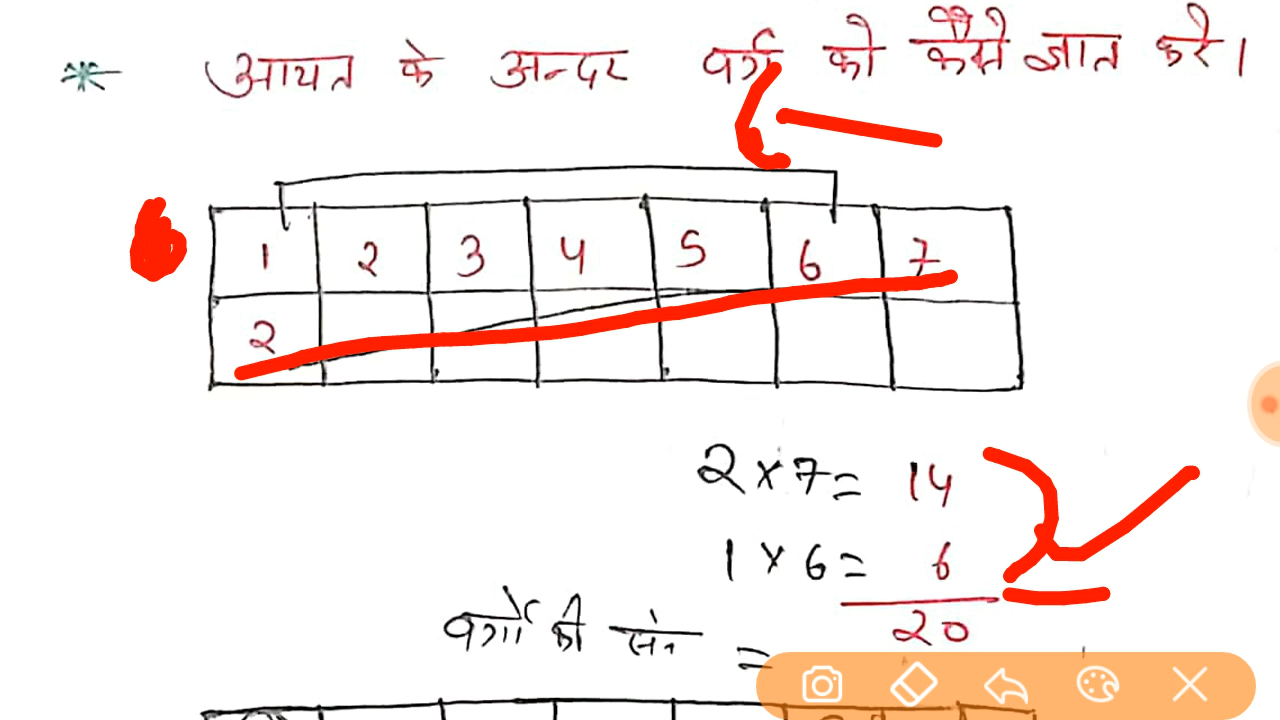 * आयत के अन्दर वर्ग को कैसे ज्ञात करे।
6
1 2 3 4 5 6 7
2
2 × 7 = 14
1 × 6 = 6
20
वर्गो की =